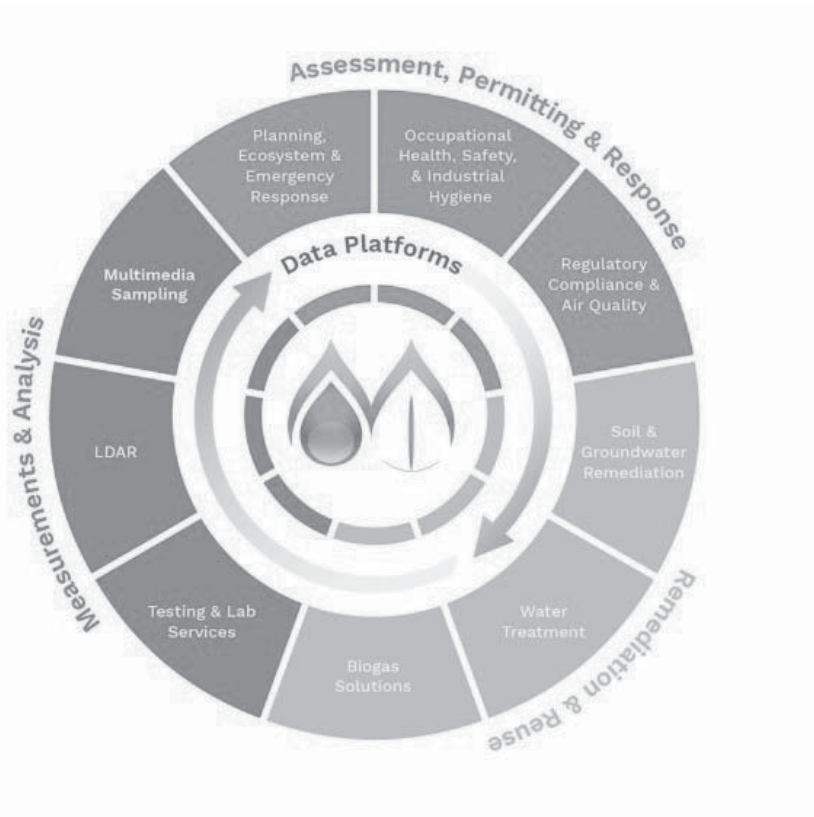 Assessment, Permitting & Response
Planning,
Ecosystem &
Emergency
Response
Occupational
Health, Safety,
& Industrial
Hygiene
Regulatory
Compliance &
Air Quality
Soil &
Groundwater
Remediation
Water
Treatment
Biogas
Solutions
Remediation & Reuse
Testing & Lab
Services
LDAR
Multimedia
Sampling
Measurements & Analysis
Data Platforms